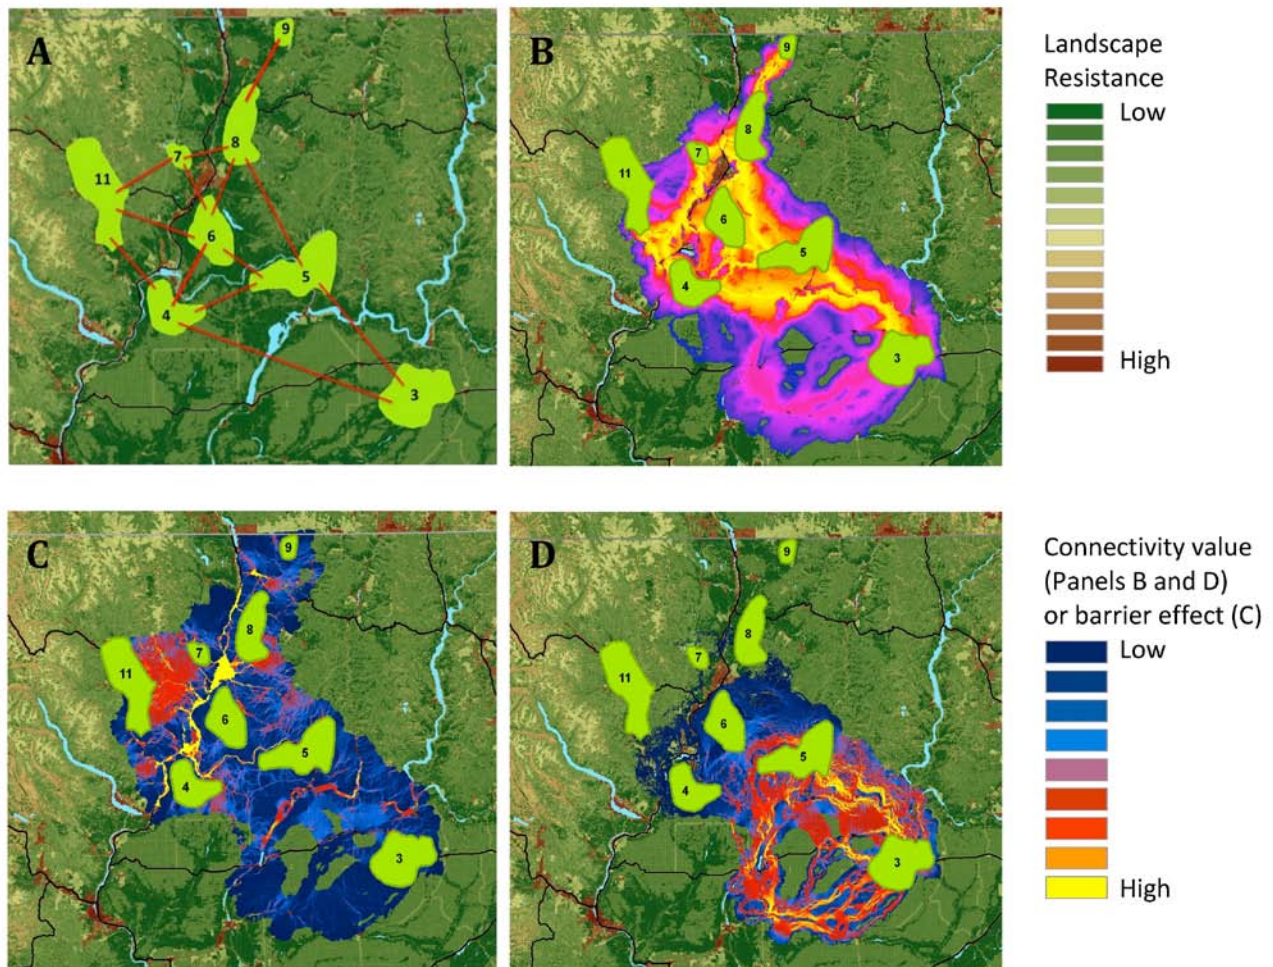 A
9
8
7
11
6
5
4
3
B
9
8
7
11
6
5
4
3
Landscape
Resistance
Low
High
C
9
8
7
11
6
5
4
3
D
9
8
7
11
6
5
4
3
Connectivity value
(Panels B and D)
or barrier effect (C)
Low
High